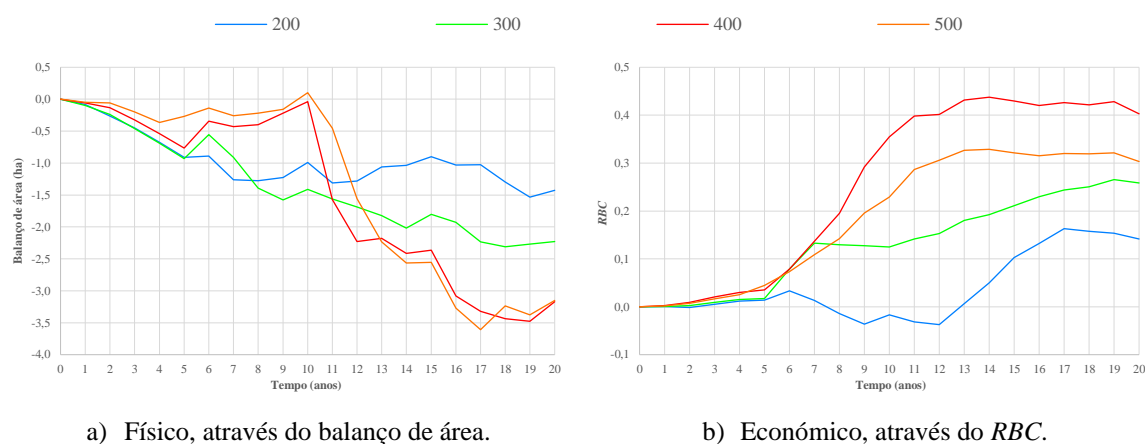 200
300
400
500
0,5
0,0
-0,5
-1,0
-1,5
-2,0
-2,5
-3,0
-3,5
-4,0
Balanço de área (ha)
0 1 2 3 4 5 6 7 8 9 10 11 12 13 14 15 16 17 18 19 20
Tempo (anos)
0,5
0,4
0,3
0,2
0,1
0,0
-0,1
RBC
0 1 2 3 4 5 6 7 8 9 10 11 12 13 14 15 16 17 18 19 20
Tempo (anos)
a) Físico, através do balanço de área.
b) Económico, através do RBC.